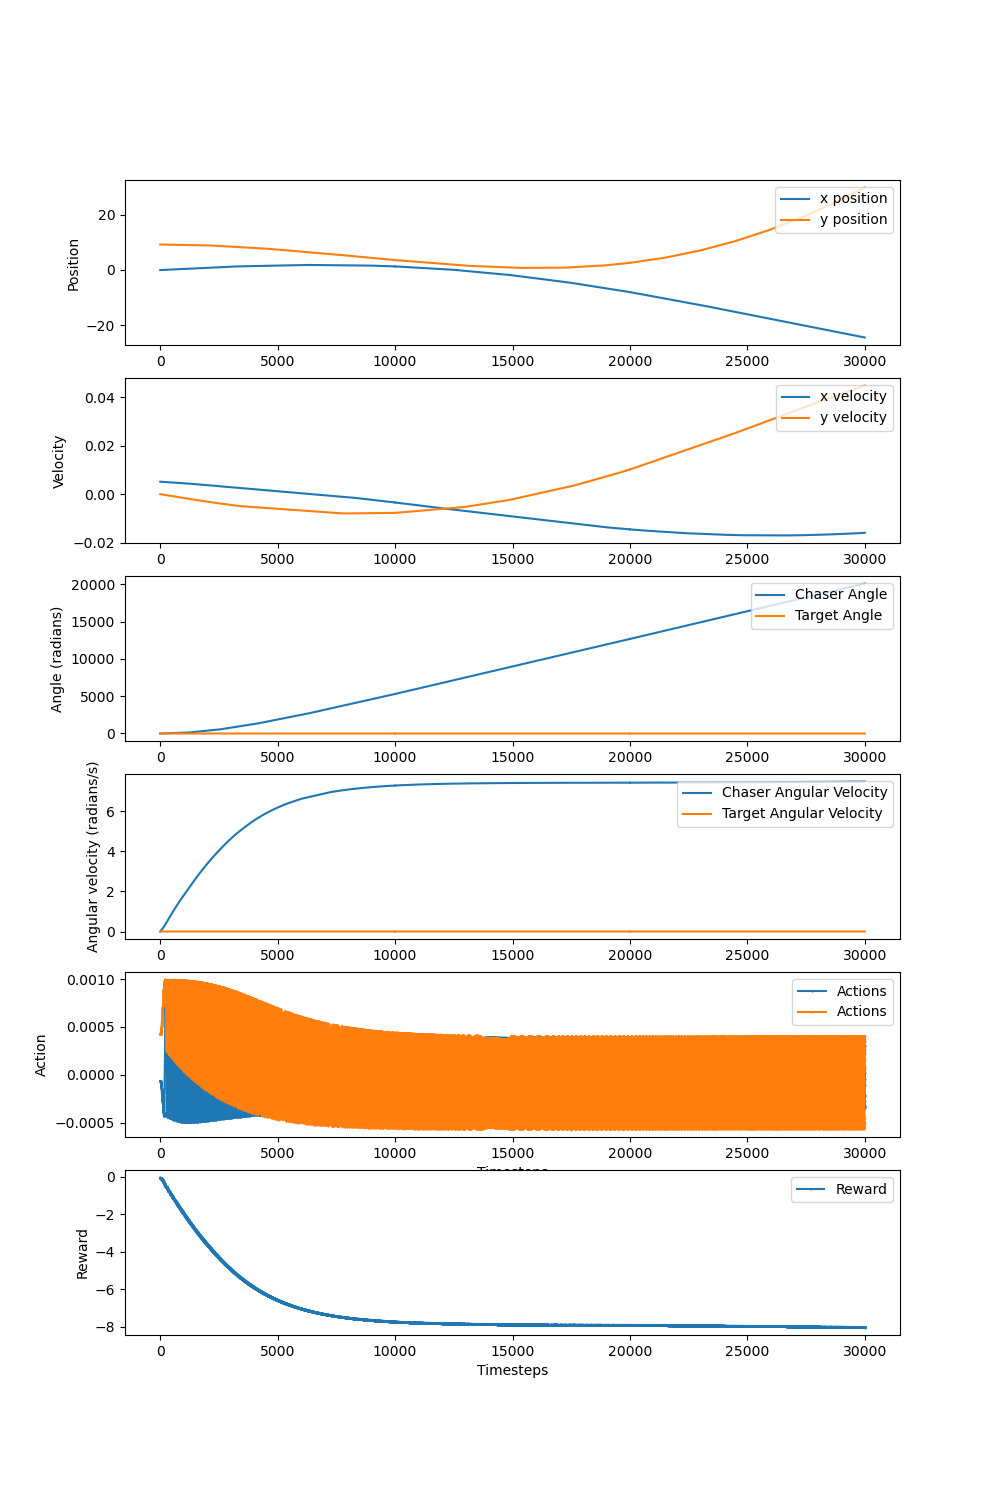 Position
20
0
−20
x position
y position
0 5000 10000 15000 20000 25000 30000
Velocity
0.04
0.02
0.00
−0.02
x velocity
y velocity
0 5000 10000 15000 20000 25000 30000
Angle (radians)
20000
15000
10000
5000
0
Chaser Angle
Target Angle
0 5000 10000 15000 20000 25000 30000
Angular velocity (radians/s)
6
4
2
0
Chaser Angular Velocity
Target Angular Velocity
0 5000 10000 15000 20000 25000 30000
Action
0.0010
0.0005
0.0000
−0.0005
Actions
Actions
0 5000 10000 15000 20000 25000 30000
Timesteps
Reward
0
−2
−4
−6
−8
Reward
0 5000 10000 15000 20000 25000 30000
Timesteps